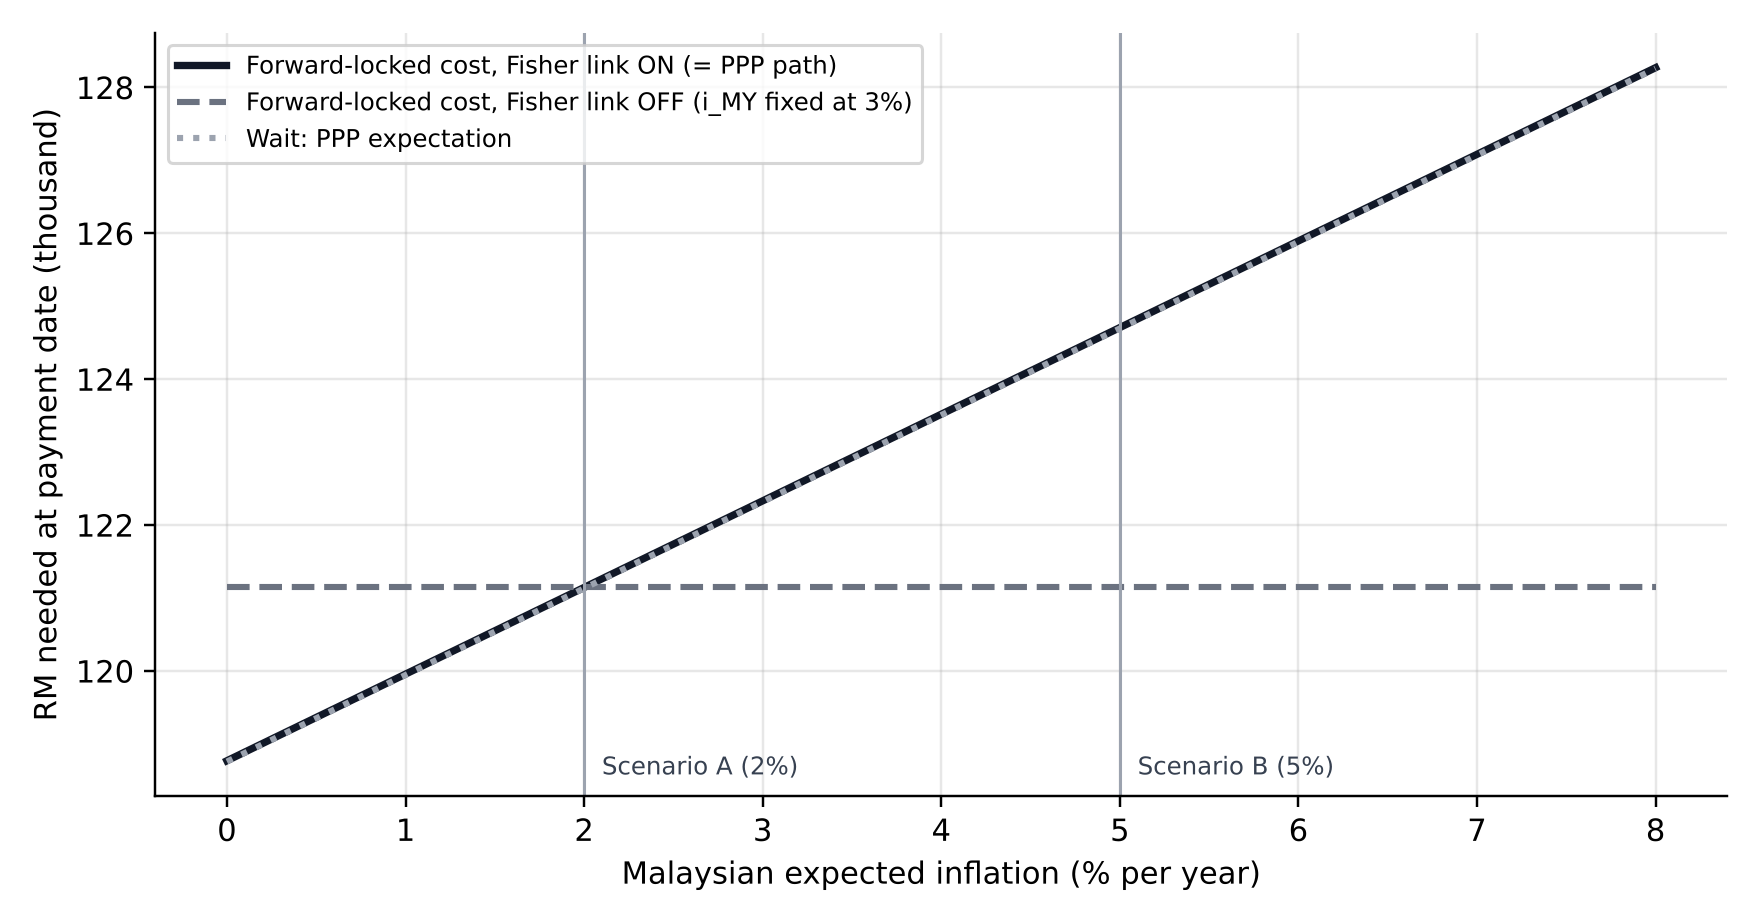 Forward-locked cost, Fisher link ON (= PPP path)
Forward-locked cost, Fisher link OFF (i_MY fixed at 3%)
Wait: PPP expectation
RM needed at payment date (thousand)
128
126
124
122
120
Scenario A (2%)
Scenario B (5%)
0 1 2 3 4 5 6 7 8
Malaysian expected inflation (% per year)